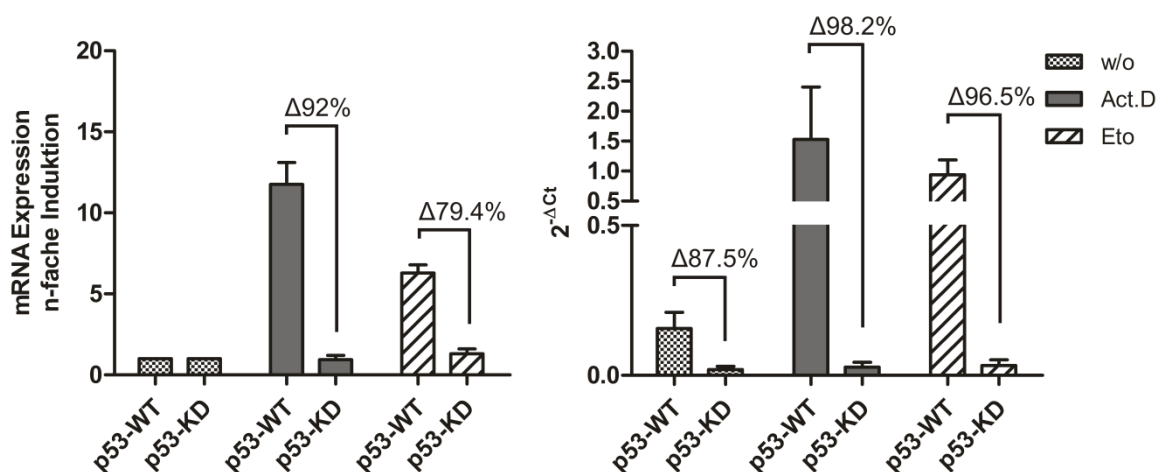 mRNA Expression
n-fache Induktion
20
15
10
5
0
Δ92%
Δ79.4%
p53-WT
p53-KD
p53-WT
p53-KD
p53-WT
p53-KD
2^-ΔCt
3.0
2.5
2.0
1.5
1.0
0.5
0.5
0.0
Δ87.5%
Δ98.2%
Δ96.5%
p53-WT
p53-KD
p53-WT
p53-KD
p53-WT
p53-KD
w/o
Act.D
Eto